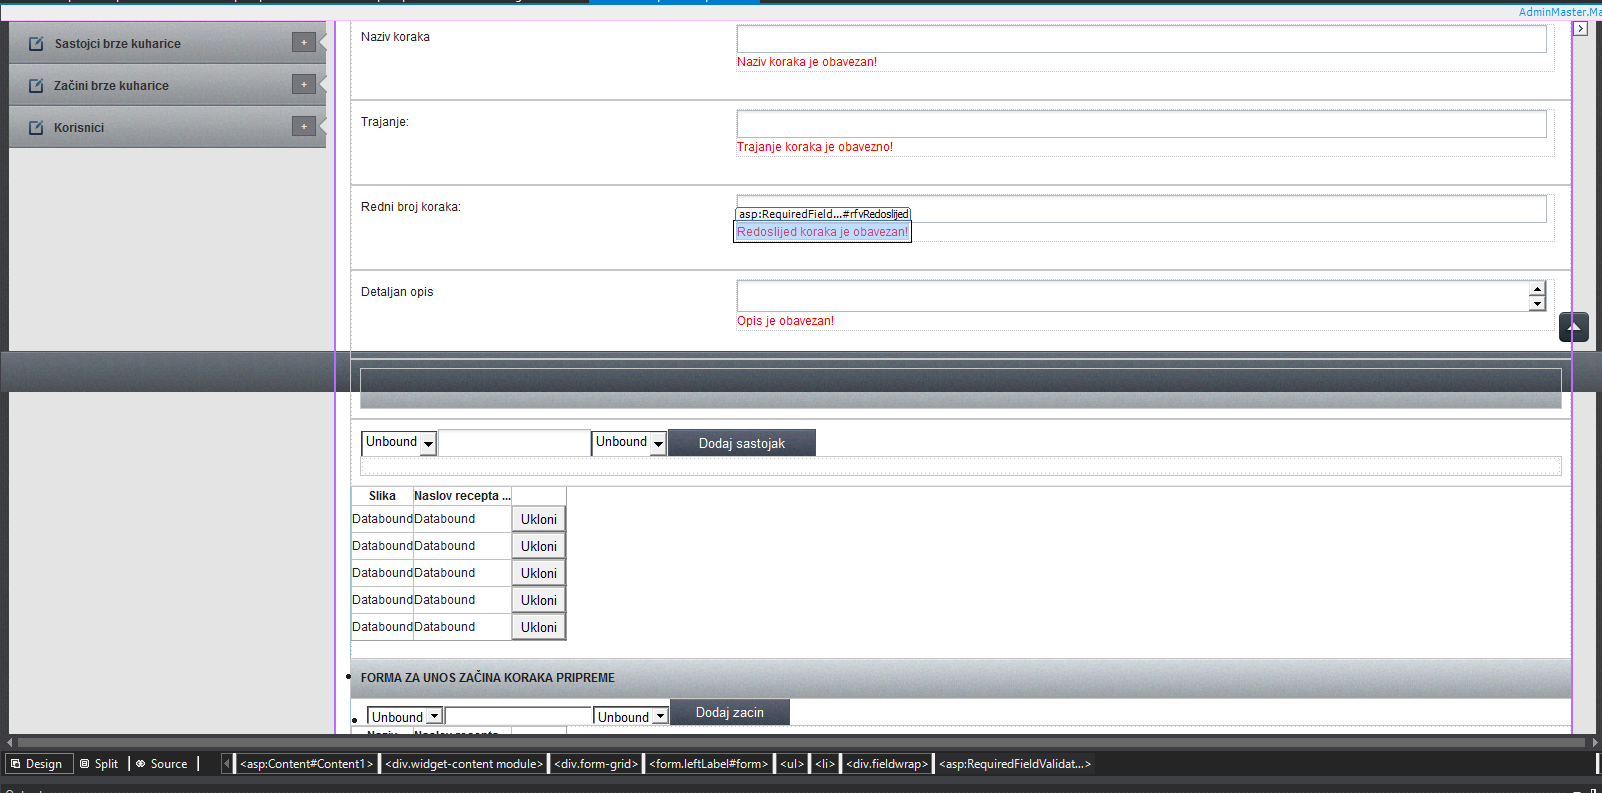 AdminMaster.Ma
Sastojci brze kuharice
+
Začini brze kuharice
+
Korisnici
+
Naziv koraka
Naziv koraka je obavezan!
Trajanje:
Trajanje koraka je obavezno!
Redni broj koraka:
asp:RequiredField...#rfvRedoslijed
Redoslijed koraka je obavezan!
Detaljan opis
Opis je obavezan!
Unbound Unbound Dodaj sastojak
Slika Naslov recepta ...
Databound Databound Ukloni
Databound Databound Ukloni
Databound Databound Ukloni
Databound Databound Ukloni
Databound Databound Ukloni
FORMA ZA UNOS ZAČINA KORAKA PRIPREME
Unbound Unbound Dodaj zacin
Naziv Naslov recepta
Design Split Source <asp:Content#Content1> <div.widget-content module> <div.form-grid> <form.leftLabel#form> <ul> <li> <div.fieldwrap> <asp:RequiredFieldValidat...>